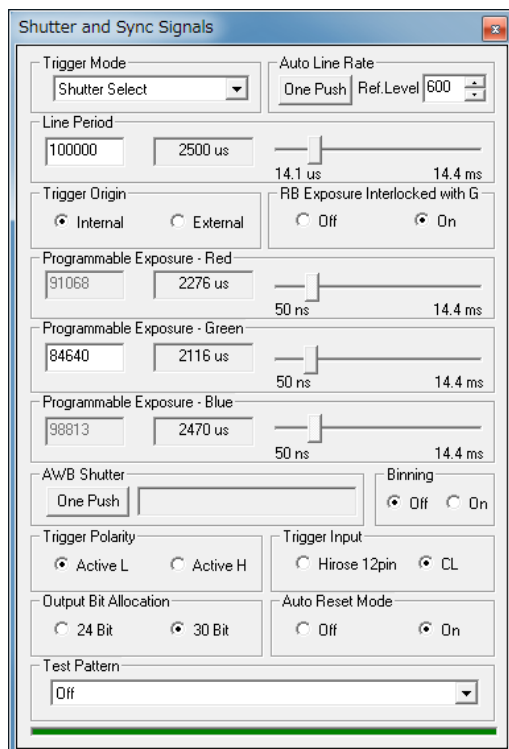 Shutter and Sync Signals
Trigger Mode
Shutter Select
Auto Line Rate
One Push Ref.Level 600
Line Period
100000 2500 us
14.1 us 14.4 ms
Trigger Origin
Internal External
RB Exposure Interlocked with G
Off On
Programmable Exposure - Red
91068 2276 us
50 ns 14.4 ms
Programmable Exposure - Green
84640 2116 us
50 ns 14.4 ms
Programmable Exposure - Blue
98813 2470 us
50 ns 14.4 ms
AWB Shutter
One Push
Binning
Off On
Trigger Polarity
Active L Active H
Trigger Input
Hirose 12pin CL
Output Bit Allocation
24 Bit 30 Bit
Auto Reset Mode
Off On
Test Pattern
Off